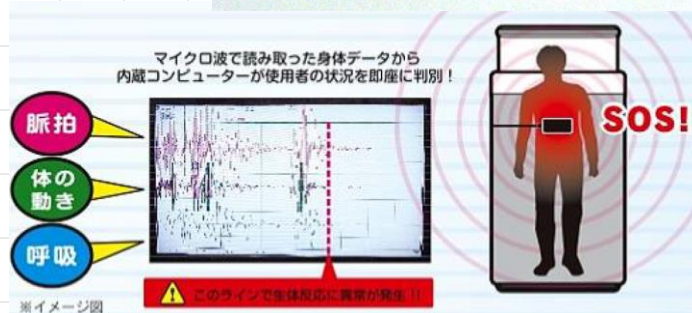 マイクロ波で読み取った身体データから
内蔵コンピューターが使用者の状況を即座に判別！
脈拍
体の
動き
呼吸
SOS!
このラインで生体反応に異常が発生!!
※イメージ図